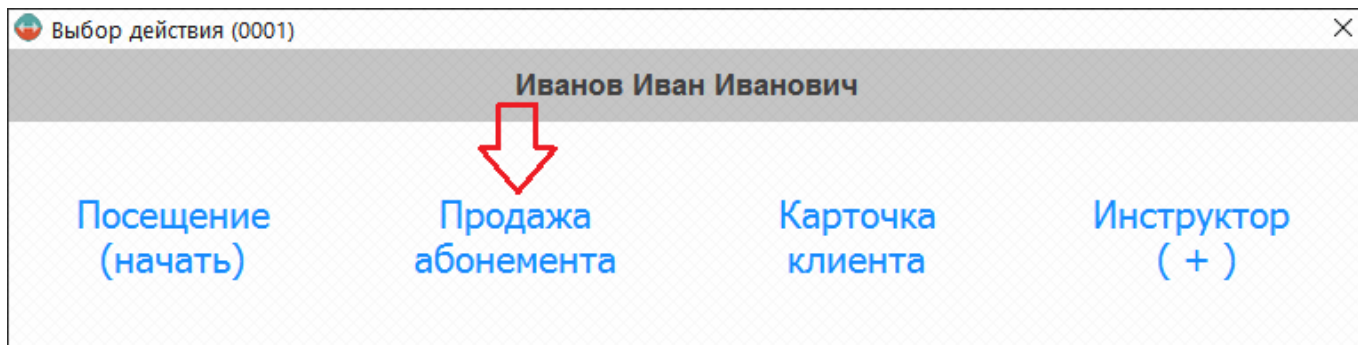 Выбор действия (0001)
Иванов Иван Иванович
Посещение
(начать)
Продажа
абонемента
Карточка
клиента
Инструктор
( + )